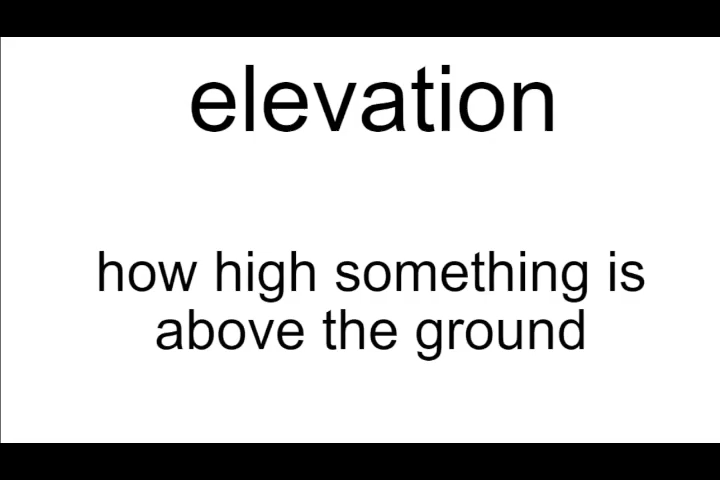 elevation
how high something is
above the ground